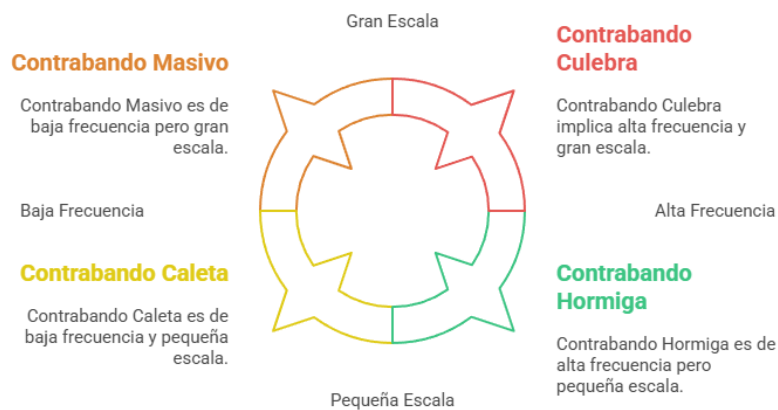 Gran Escala
Contrabando Masivo
Contrabando Masivo es de
baja frecuencia pero gran
escala.
Contrabando
Culebra
Contrabando Culebra
implica alta frecuencia y
gran escala.
Baja Frecuencia
Alta Frecuencia
Contrabando Caleta
Contrabando Caleta es de
baja frecuencia y pequeña
escala.
Contrabando
Hormiga
Contrabando Hormiga es de
alta frecuencia pero
pequeña escala.
Pequeña Escala